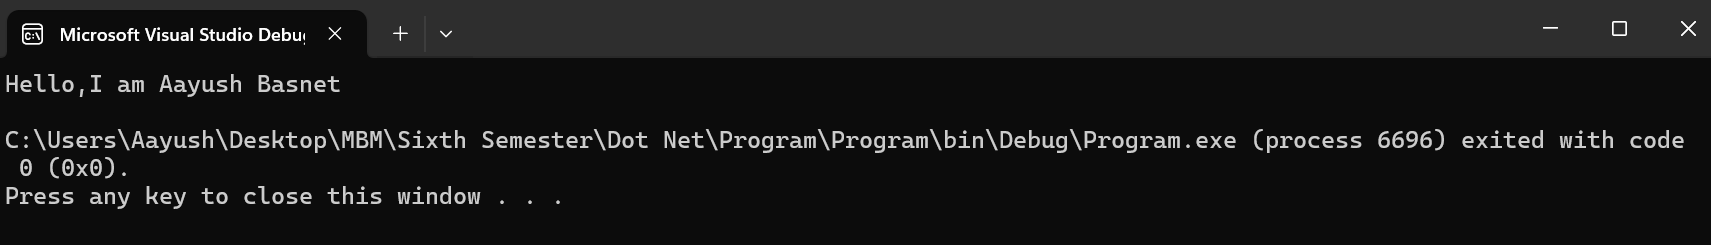 Microsoft Visual Studio Debug
Hello,I am Aayush Basnet
C:\Users\Aayush\Desktop\MBM\Sixth Semester\Dot Net\Program\Program\bin\Debug\Program.exe (process 6696) exited with code
0 (0x0).
Press any key to close this window . . .